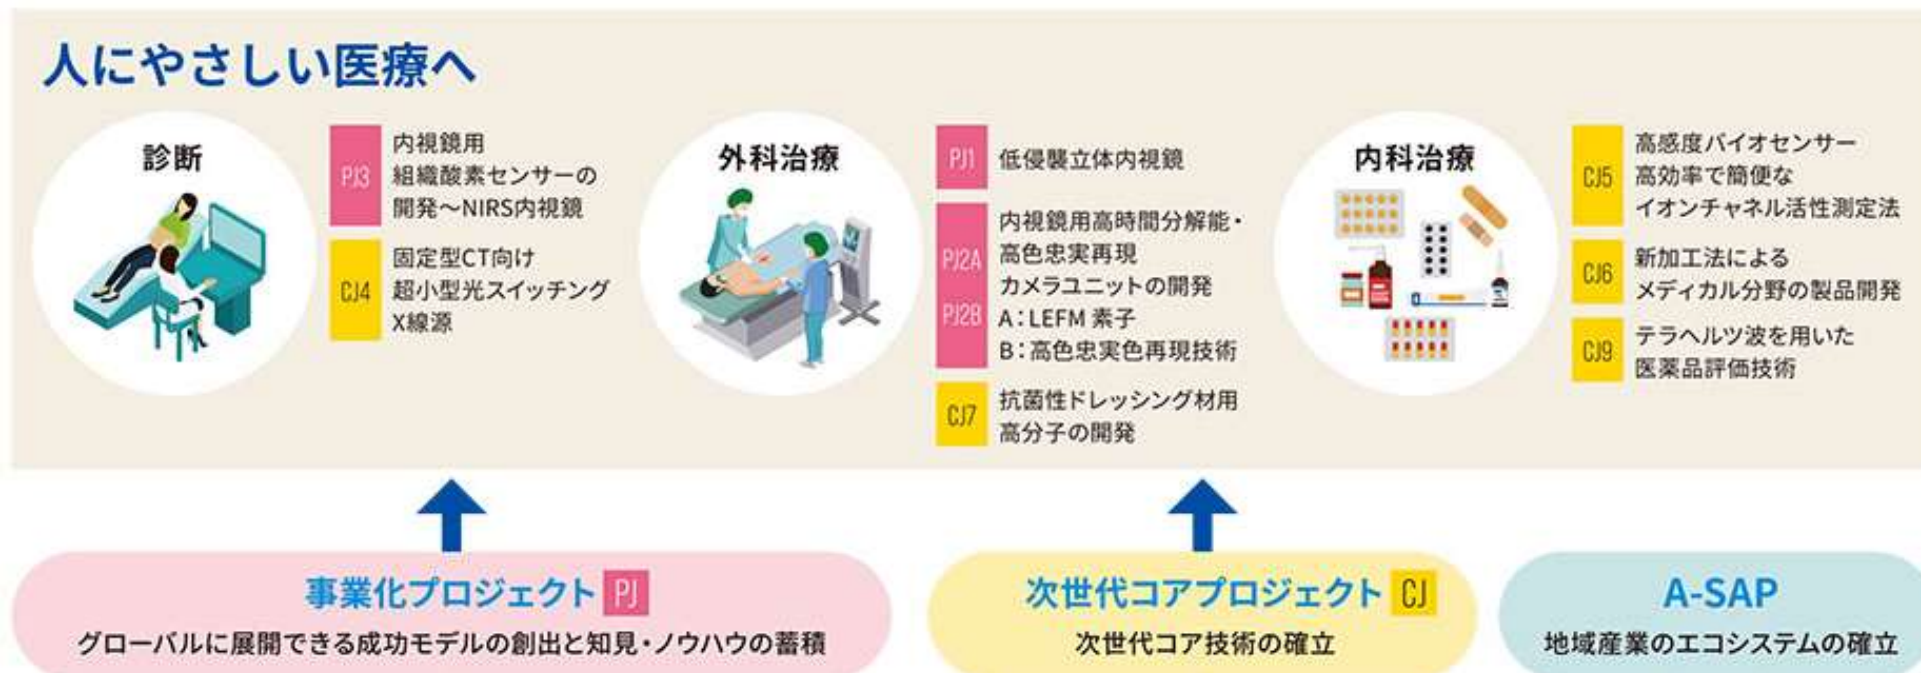 人にやさしい医療へ
診断
PJ3
内視鏡用
組織酸素センサーの
開発〜NIRS内視鏡
CJ4
固定型CT向け
超小型光スイッチング
X線源
外科治療
PJ1
低侵襲立体内視鏡
PJ2A
PJ2B
内視鏡用高時間分解能・
高色忠実再現
カメラユニットの開発
A：LEFM 素子
B：高色忠実色再現技術
CJ7
抗菌性ドレッシング材用
高分子の開発
内科治療
CJ5
高感度バイオセンサー
高効率で簡便な
イオンチャネル活性測定法
CJ6
新加工法による
メディカル分野の製品開発
CJ9
テラヘルツ波を用いた
医薬品評価技術
事業化プロジェクト PJ
グローバルに展開できる成功モデルの創出と知見・ノウハウの蓄積
次世代コアプロジェクト CJ
次世代コア技術の確立
A-SAP
地域産業のエコシステムの確立